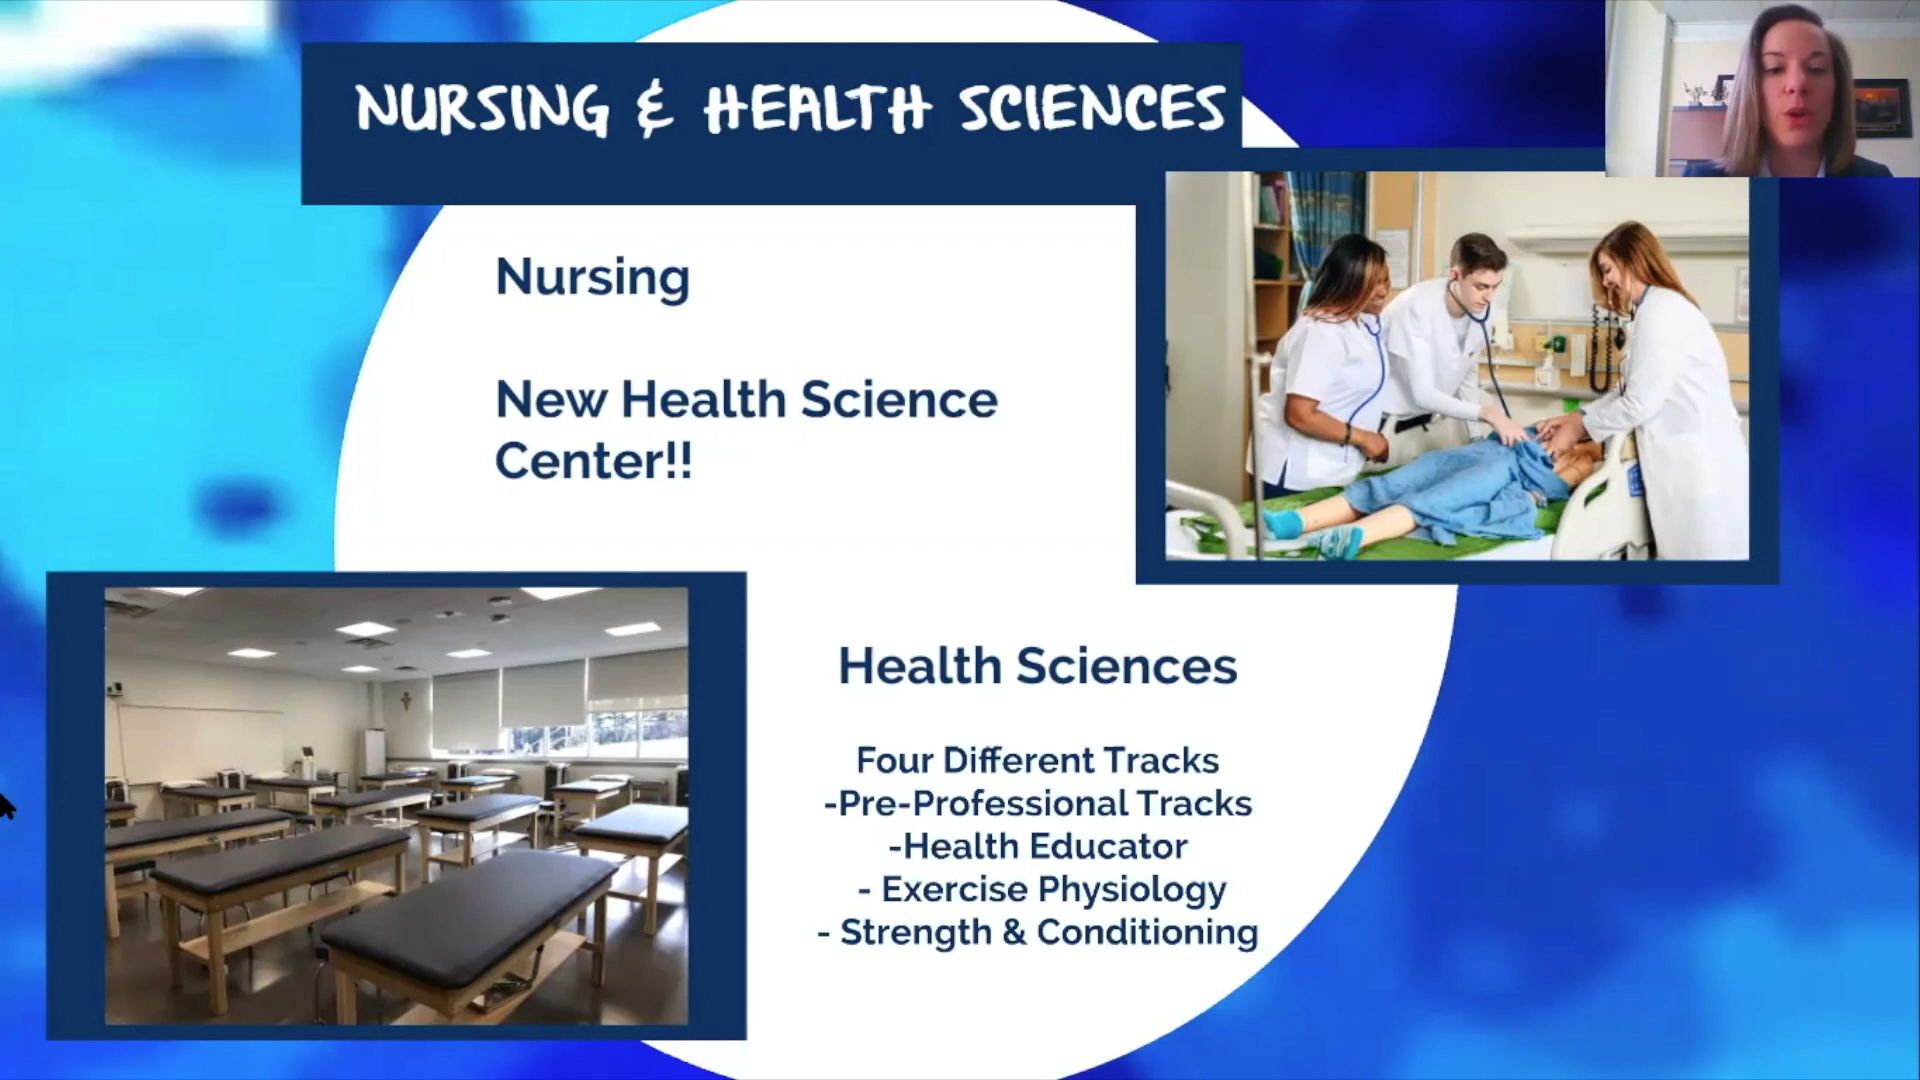 NURSING & HEALTH SCIENCES
Nursing
New Health Science
Center!!
Health Sciences
Four Different Tracks
-Pre-Professional Tracks
-Health Educator
- Exercise Physiology
- Strength & Conditioning